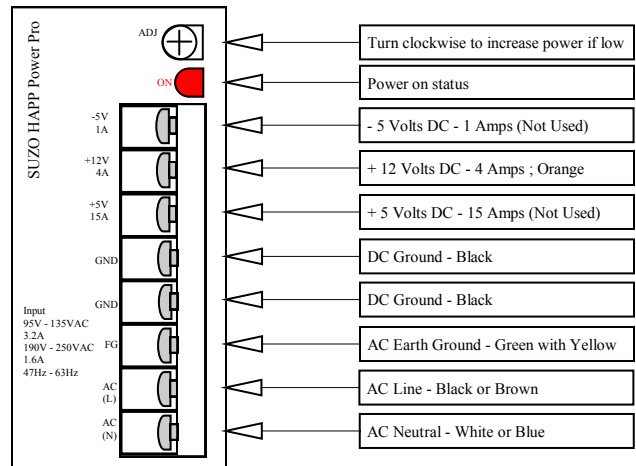 SUZO HAPP Power Pro
ADJ
Turn clockwise to increase power if low
ON
Power on status
-5V
1A
- 5 Volts DC - 1 Amps (Not Used)
+12V
4A
+ 12 Volts DC - 4 Amps ; Orange
+5V
15A
+ 5 Volts DC - 15 Amps (Not Used)
GND
DC Ground - Black
GND
DC Ground - Black
Input
95V - 135VAC
3.2A
190V - 250VAC
1.6A
47Hz - 63Hz
FG
AC Earth Ground - Green with Yellow
AC
(L)
AC Line - Black or Brown
AC
(N)
AC Neutral - White or Blue